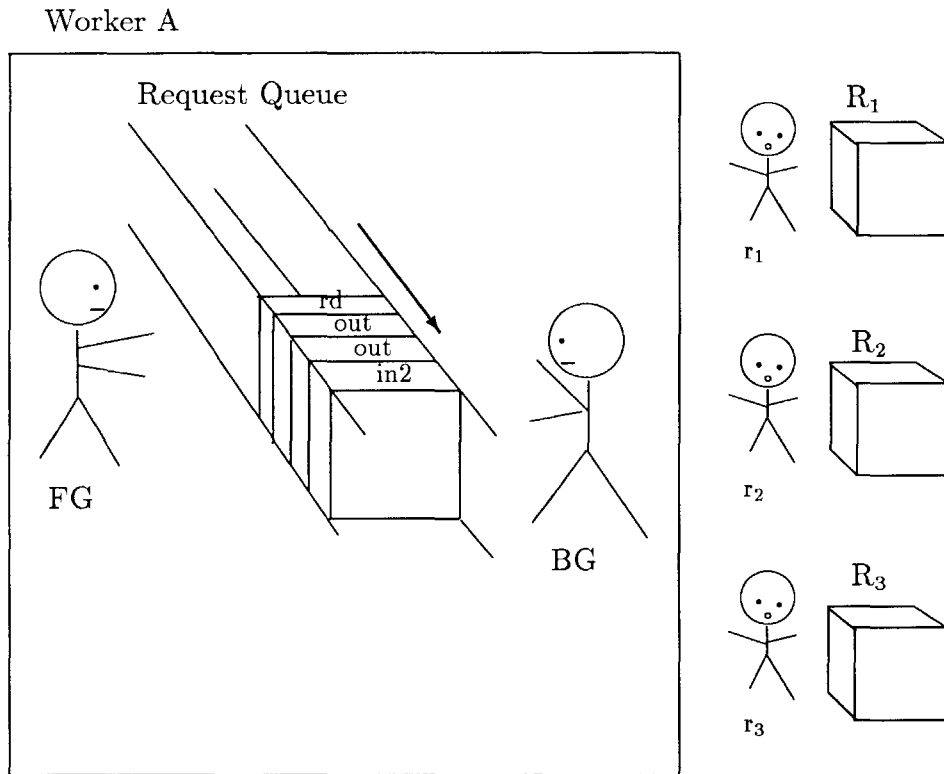 Worker A
Request Queue
rd
out
out
in2
FG
BG
R₁
r₁
R₂
r₂
R₃
r₃